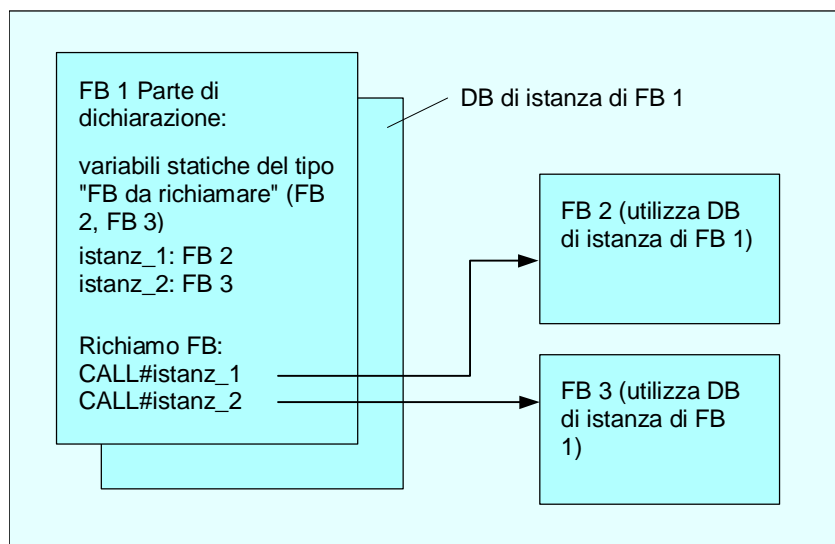 FB 1 Parte di
dichiarazione:
variabili statiche del tipo
"FB da richiamare" (FB
2, FB 3)
istanz_1: FB 2
istanz_2: FB 3
Richiamo FB:
CALL#istanz_1
CALL#istanz_2
DB di istanza di FB 1
FB 2 (utilizza DB
di istanza di FB 1)
FB 3 (utilizza DB
di istanza di FB
1)